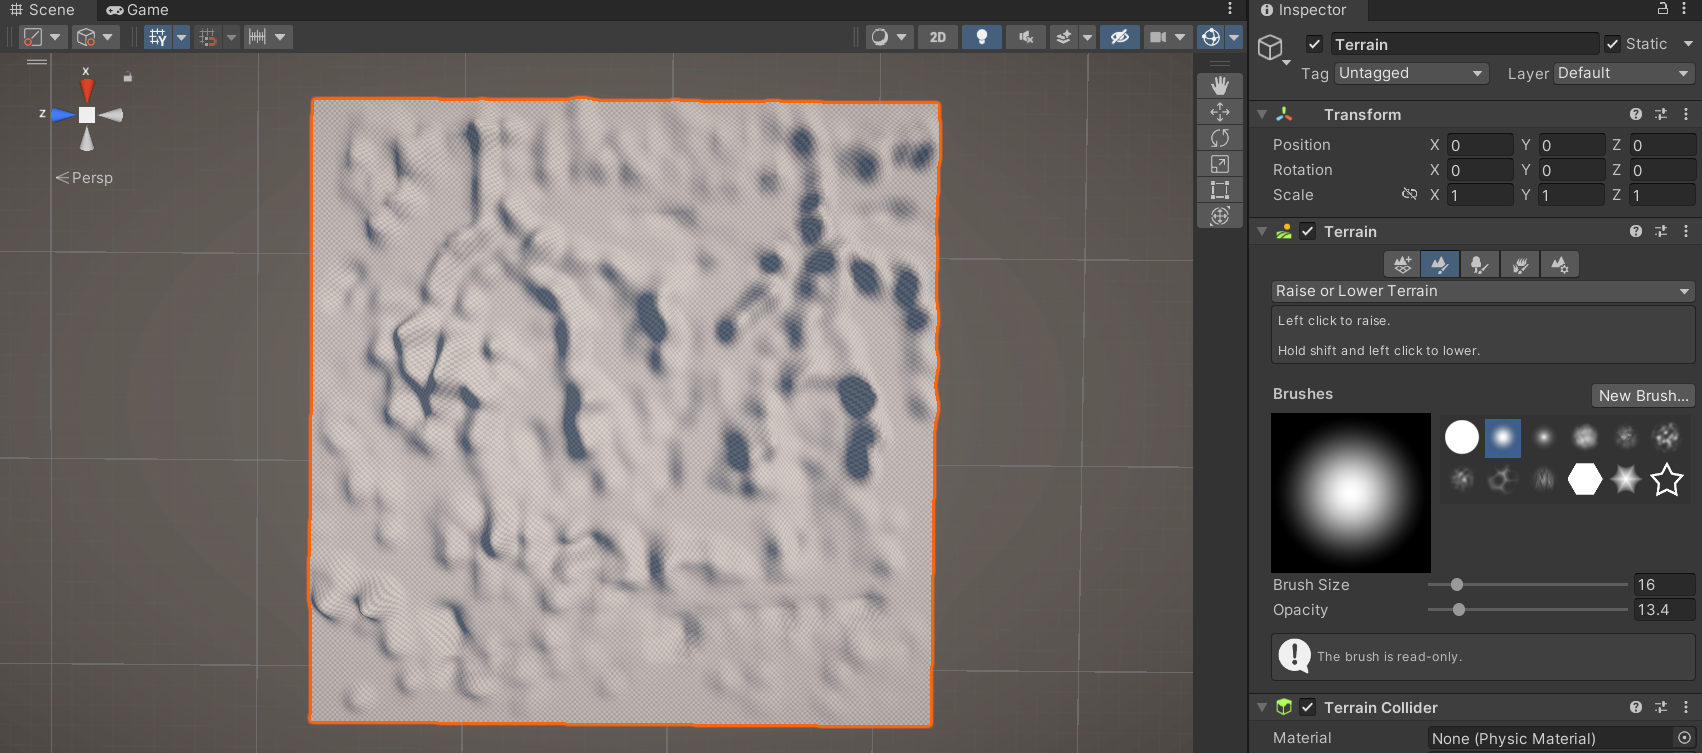 Scene
Game
2D
x
z
Persp
Inspector
Terrain
Static
Tag
Untagged
Layer
Default
Transform
Position
X
0
Y
0
Z
0
Rotation
X
0
Y
0
Z
0
Scale
X
1
Y
1
Z
1
Terrain
Raise or Lower Terrain
Left click to raise.
Hold shift and left click to lower.
Brushes
New Brush...
Brush Size
16
Opacity
13.4
The brush is read-only.
Terrain Collider
Material
None (Physic Material)